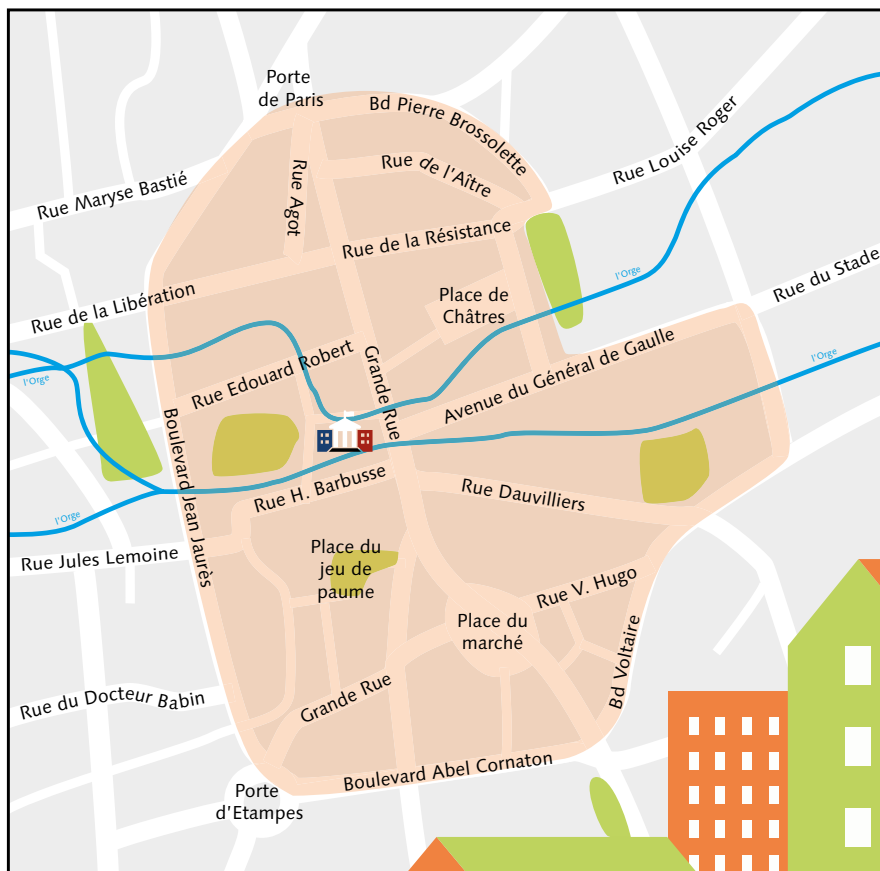 Porte
de Paris
Bd Pierre Brossolette
Rue Louise Roger
Rue de l'Aître
Rue Maryse Bastié
Rue Agot
Rue de la Résistance
l'Orge
Rue du Stade
Rue de la Libération
Place de
Châtres
l'Orge
Rue Edouard Robert
Grande Rue
Avenue du Général de Gaulle
l'Orge
Boulevard Jean Jaurès
Rue H. Barbusse
Rue Dauvilliers
l'Orge
Rue Jules Lemoine
Place du
jeu de
paume
Rue V. Hugo
Place du
marché
Bd Voltaire
Rue du Docteur Babin
Grande Rue
Boulevard Abel Cornaton
Porte
d'Etampes